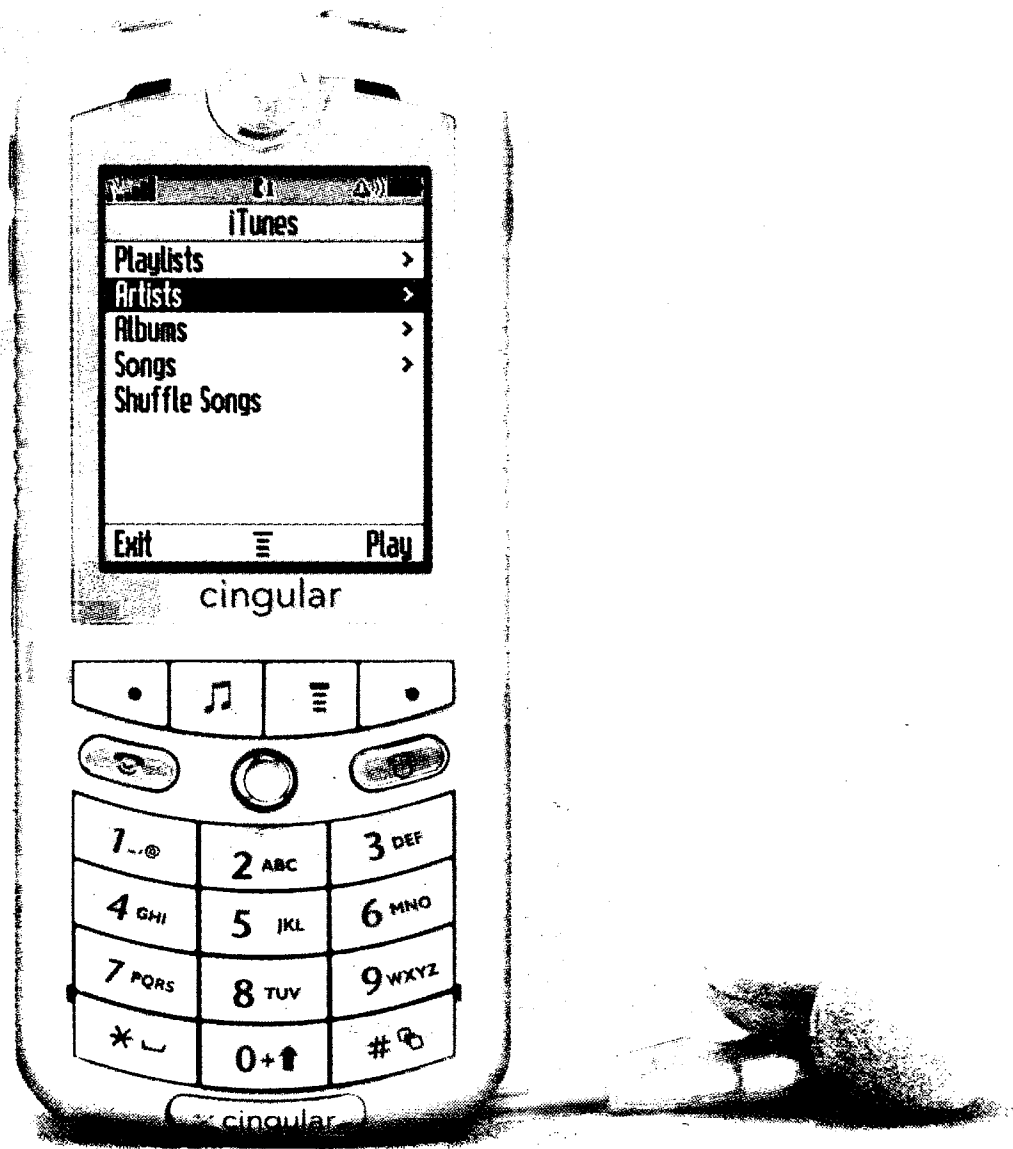 iTunes
Playlists >
Artists >
Albums >
Songs >
Shuffle Songs
Exit Play
cingular
1 .,@
2 ABC
3 DEF
4 GHI
5 JKL
6 MNO
7 PQRS
8 TUV
9 WXYZ
*
0 +
#
cingular